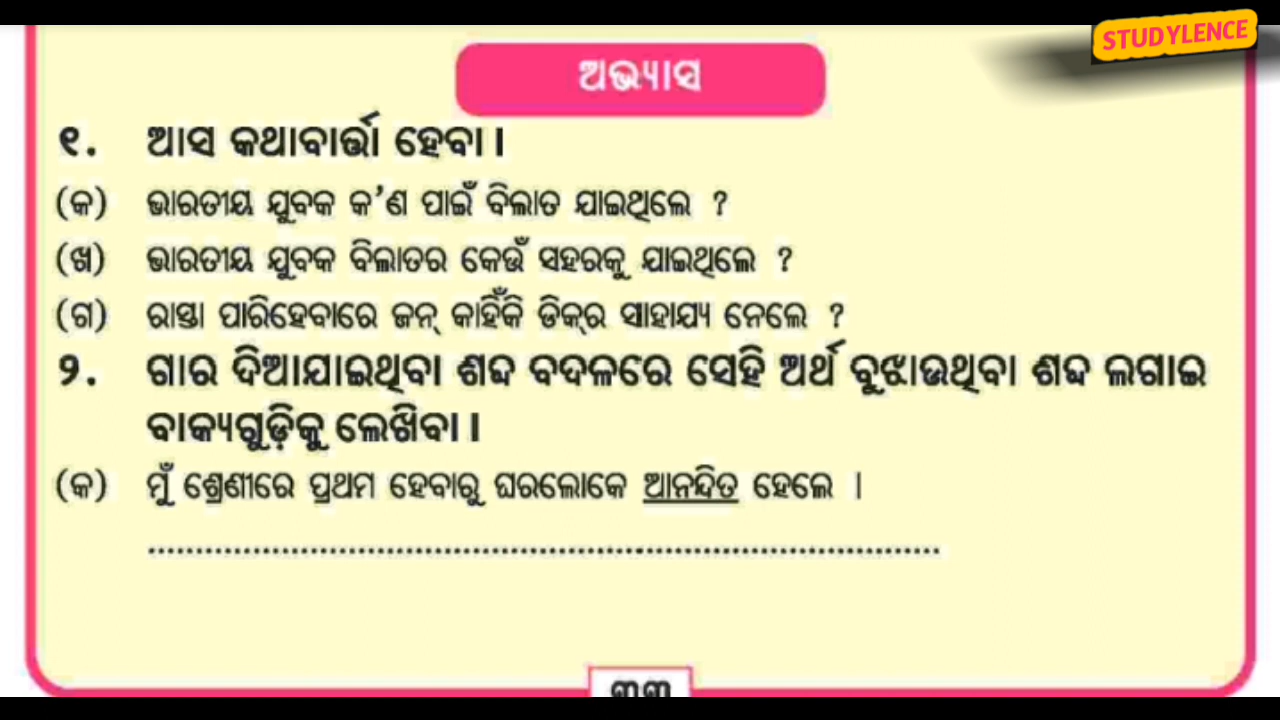 STUDYLENCE
ଅଭ୍ୟାସ
୧. ଆସ କଥାବାର୍ତ୍ତା ହେବା।
(କ) ଭାରତୀୟ ଯୁବକ କ’ଣ ପାଇଁ ବିଲାତ ଯାଇଥିଲେ ?
(ଖ) ଭାରତୀୟ ଯୁବକ ବିଲାତର କେଉଁ ସହରକୁ ଯାଇଥିଲେ ?
(ଗ) ରାସ୍ତା ପାରିହେବାରେ ଜନ୍ କାହିଁକି ଡିକ୍‌ର ସାହାଯ୍ୟ ନେଲେ ?
୨. ଗାର ଦିଆଯାଇଥିବା ଶବ୍ଦ ବଦଳରେ ସେହି ଅର୍ଥ ବୁଝାଉଥିବା ଶବ୍ଦ ଲଗାଇ
ବାକ୍ୟଗୁଡ଼ିକୁ ଲେଖିବା।
(କ) ମୁଁ ଶ୍ରେଣୀରେ ପ୍ରଥମ ହେବାରୁ ଘରଲୋକେ ଆନନ୍ଦିତ ହେଲେ ।
୩୩